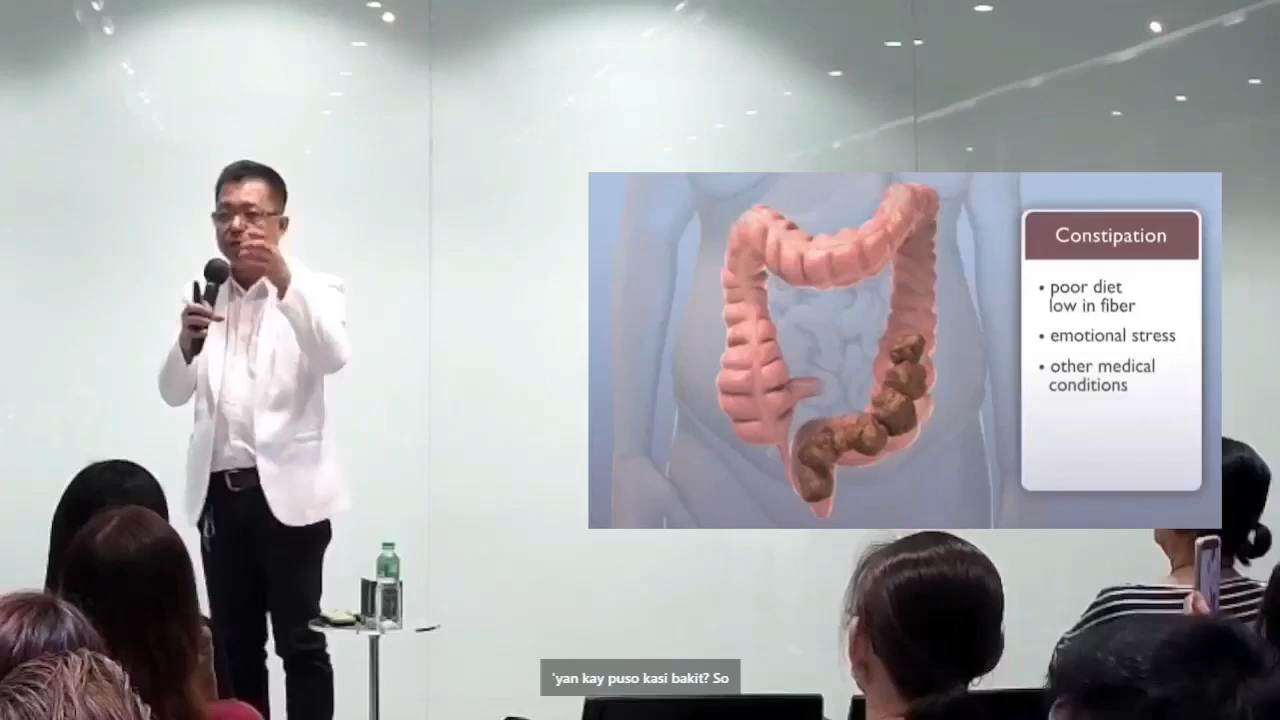 Constipation
• poor diet
low in fiber
• emotional stress
• other medical
conditions
'yan kay puso kasi bakit? So